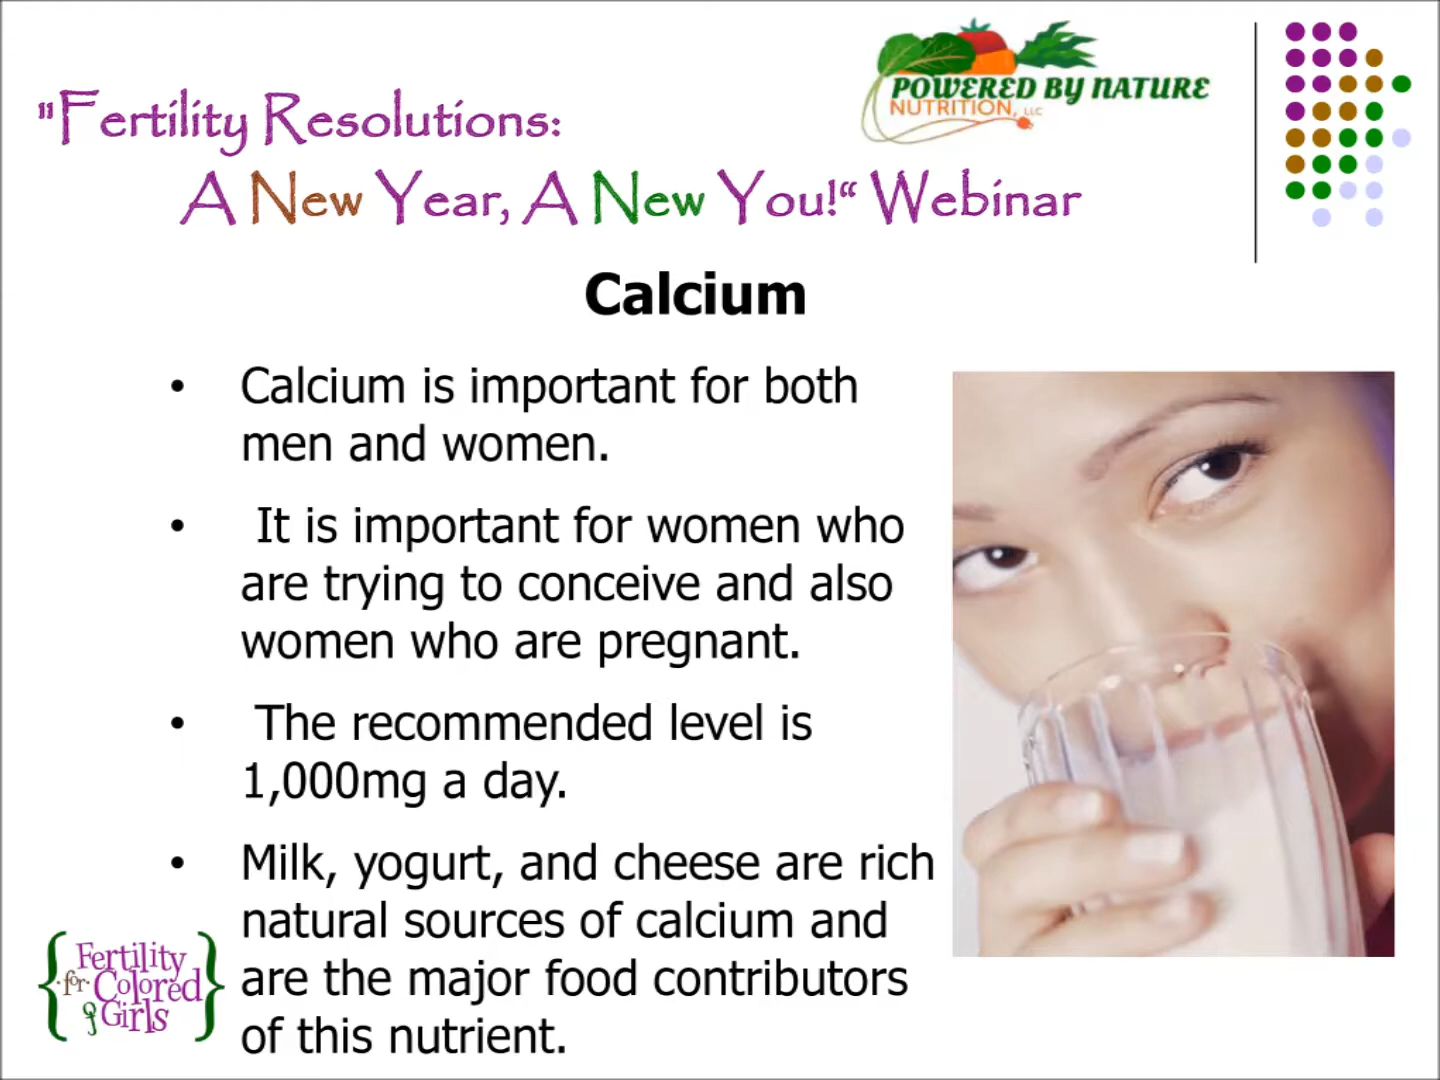 "Fertility Resolutions:
A New Year, A New You!“ Webinar
POWERED BY NATURE
NUTRITION, LLC
Calcium
• Calcium is important for both
men and women.
• It is important for women who
are trying to conceive and also
women who are pregnant.
• The recommended level is
1,000mg a day.
• Milk, yogurt, and cheese are rich
natural sources of calcium and
are the major food contributors
of this nutrient.
{Fertility
for Colored
Girls}